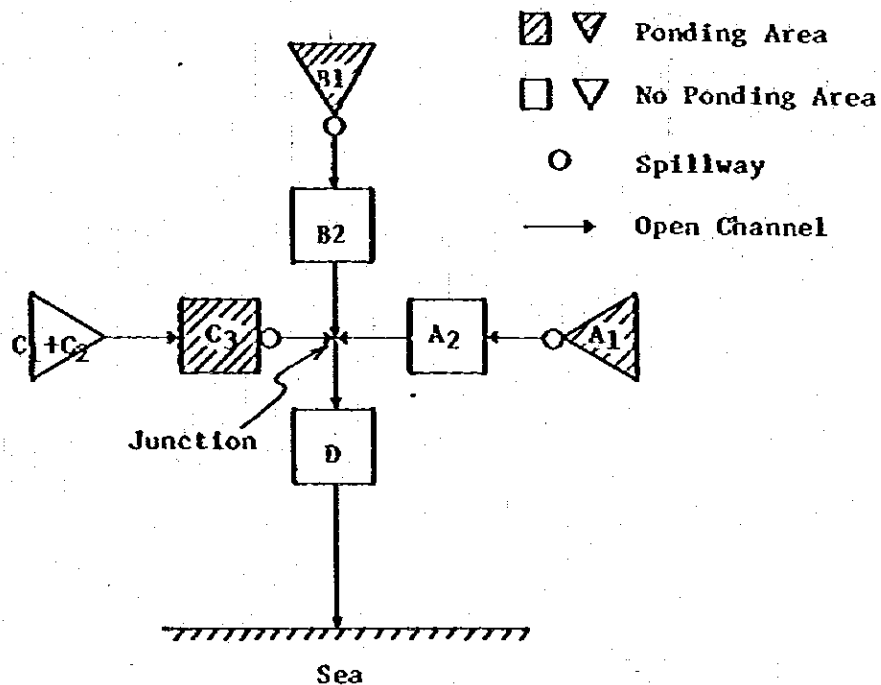 Ponding Area
B1
No Ponding Area
Spillway
B2
Open Channel
C1+C2
C3
A2
A1
Junction
D
Sea